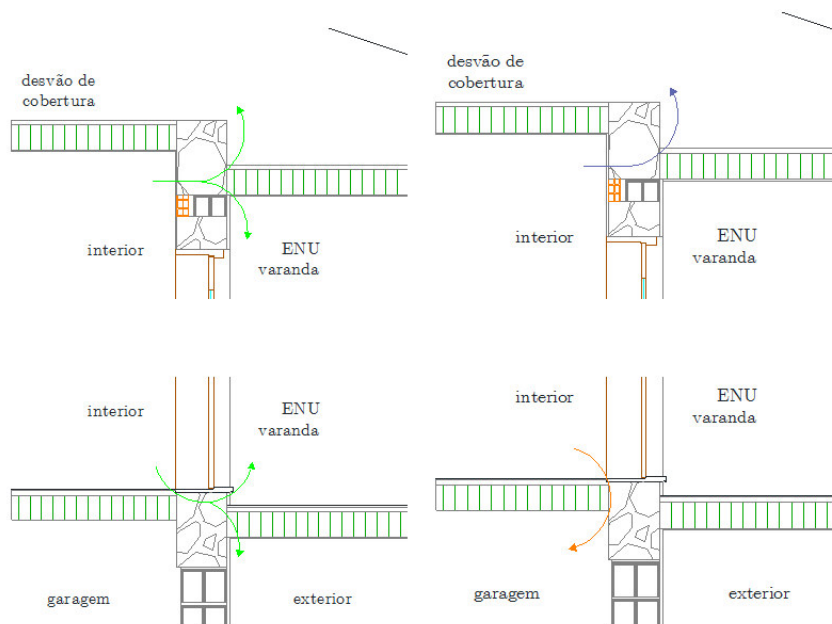 desvão de
cobertura
desvão de
cobertura
interior
ENU
varanda
interior
ENU
varanda
interior
ENU
varanda
interior
ENU
varanda
garagem
exterior
garagem
exterior